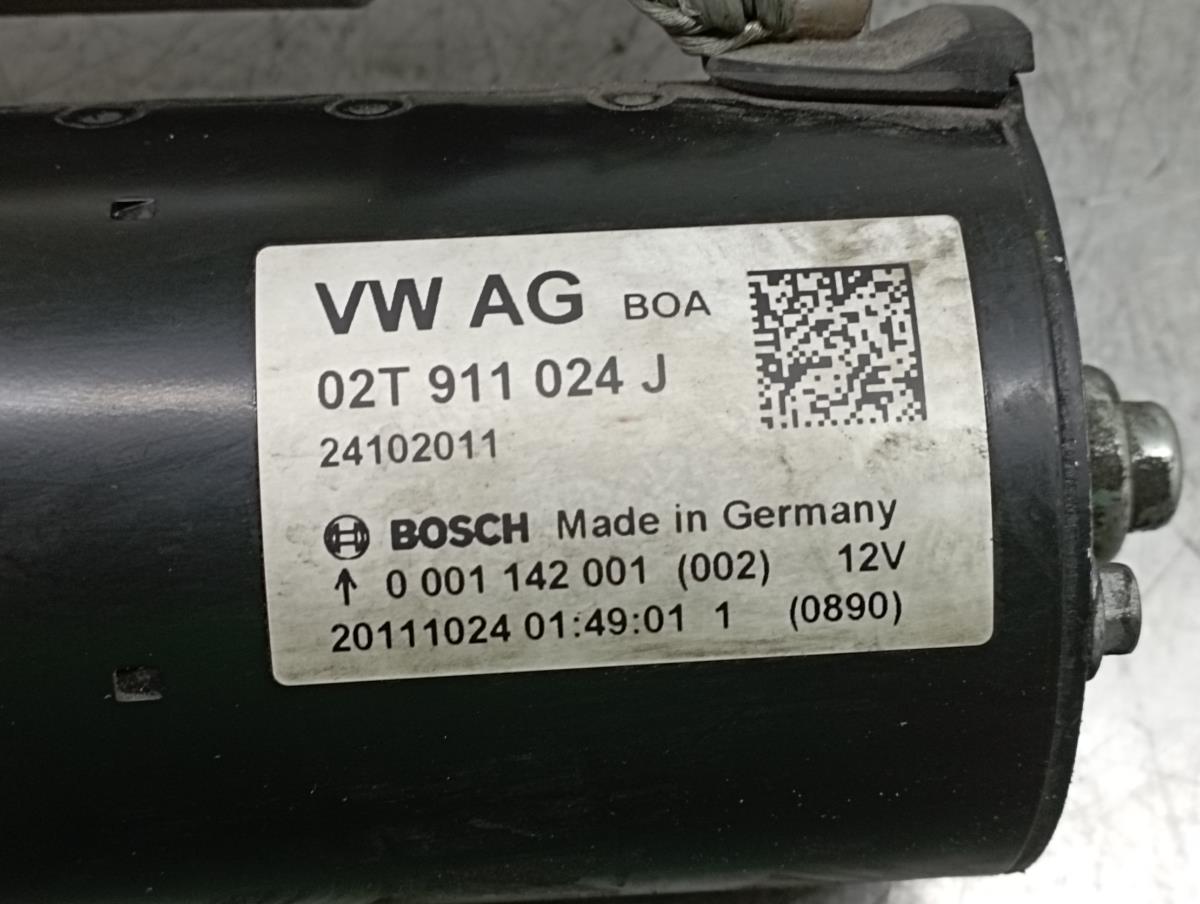 VW AG BOA
02T 911 024 J
24102011
BOSCH Made in Germany
↑ 0 001 142 001 (002) 12V
20111024 01:49:01 1 (0890)